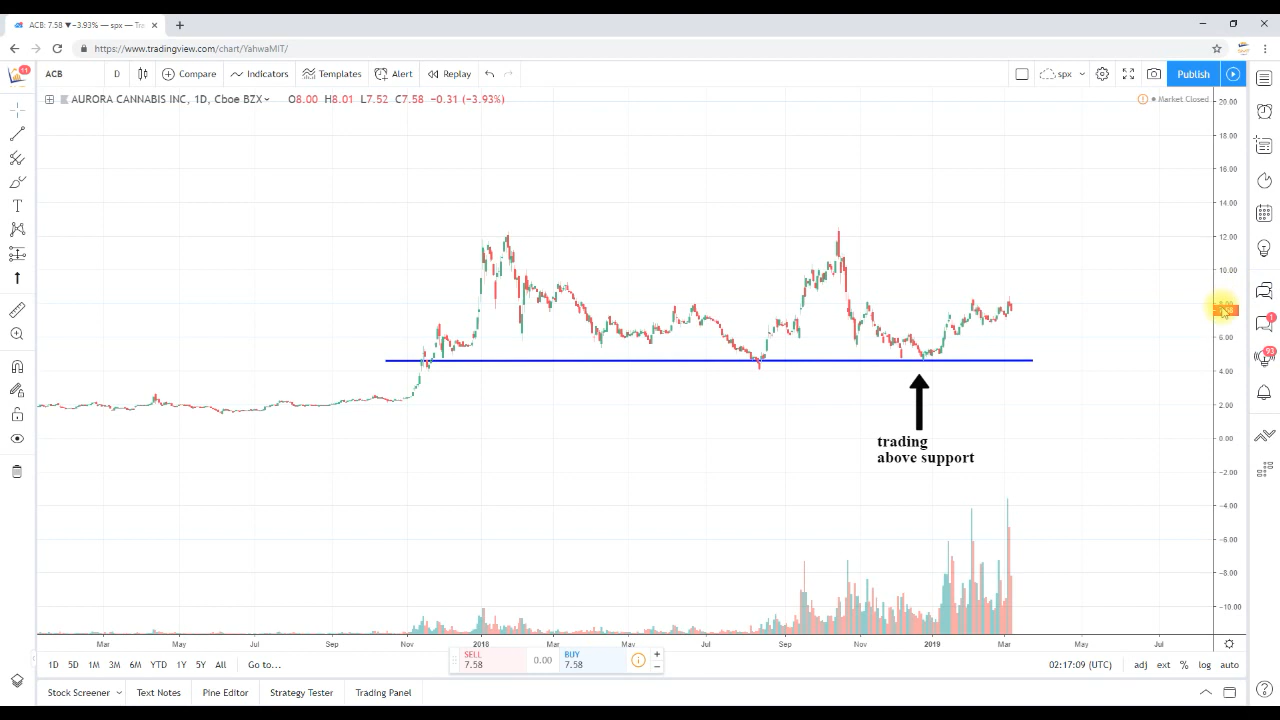 ACB: 7.58 ▼−3.93% — spx — Tra
https://www.tradingview.com/chart/YahwaMIT/
11
ACB
D
Compare
Indicators
Templates
Alert
Replay
spx
Publish
AURORA CANNABIS INC, 1D, Cboe BZX O8.00 H8.01 L7.52 C7.58 −0.31 (−3.93%)
Market Closed
20.00
18.00
16.00
14.00
12.00
10.00
8.00
6.00
4.00
2.00
0.00
−2.00
−4.00
−6.00
−8.00
−10.00
1
93
trading
above support
Mar May Jul Sep Nov 2018 Mar May Jul Sep Nov 2019 Mar May Jul
SELL
7.58
0.00
BUY
7.58
1D 5D 1M 3M 6M YTD 1Y 5Y All Go to...
02:17:09 (UTC) adj ext % log auto
Stock Screener Text Notes Pine Editor Strategy Tester Trading Panel